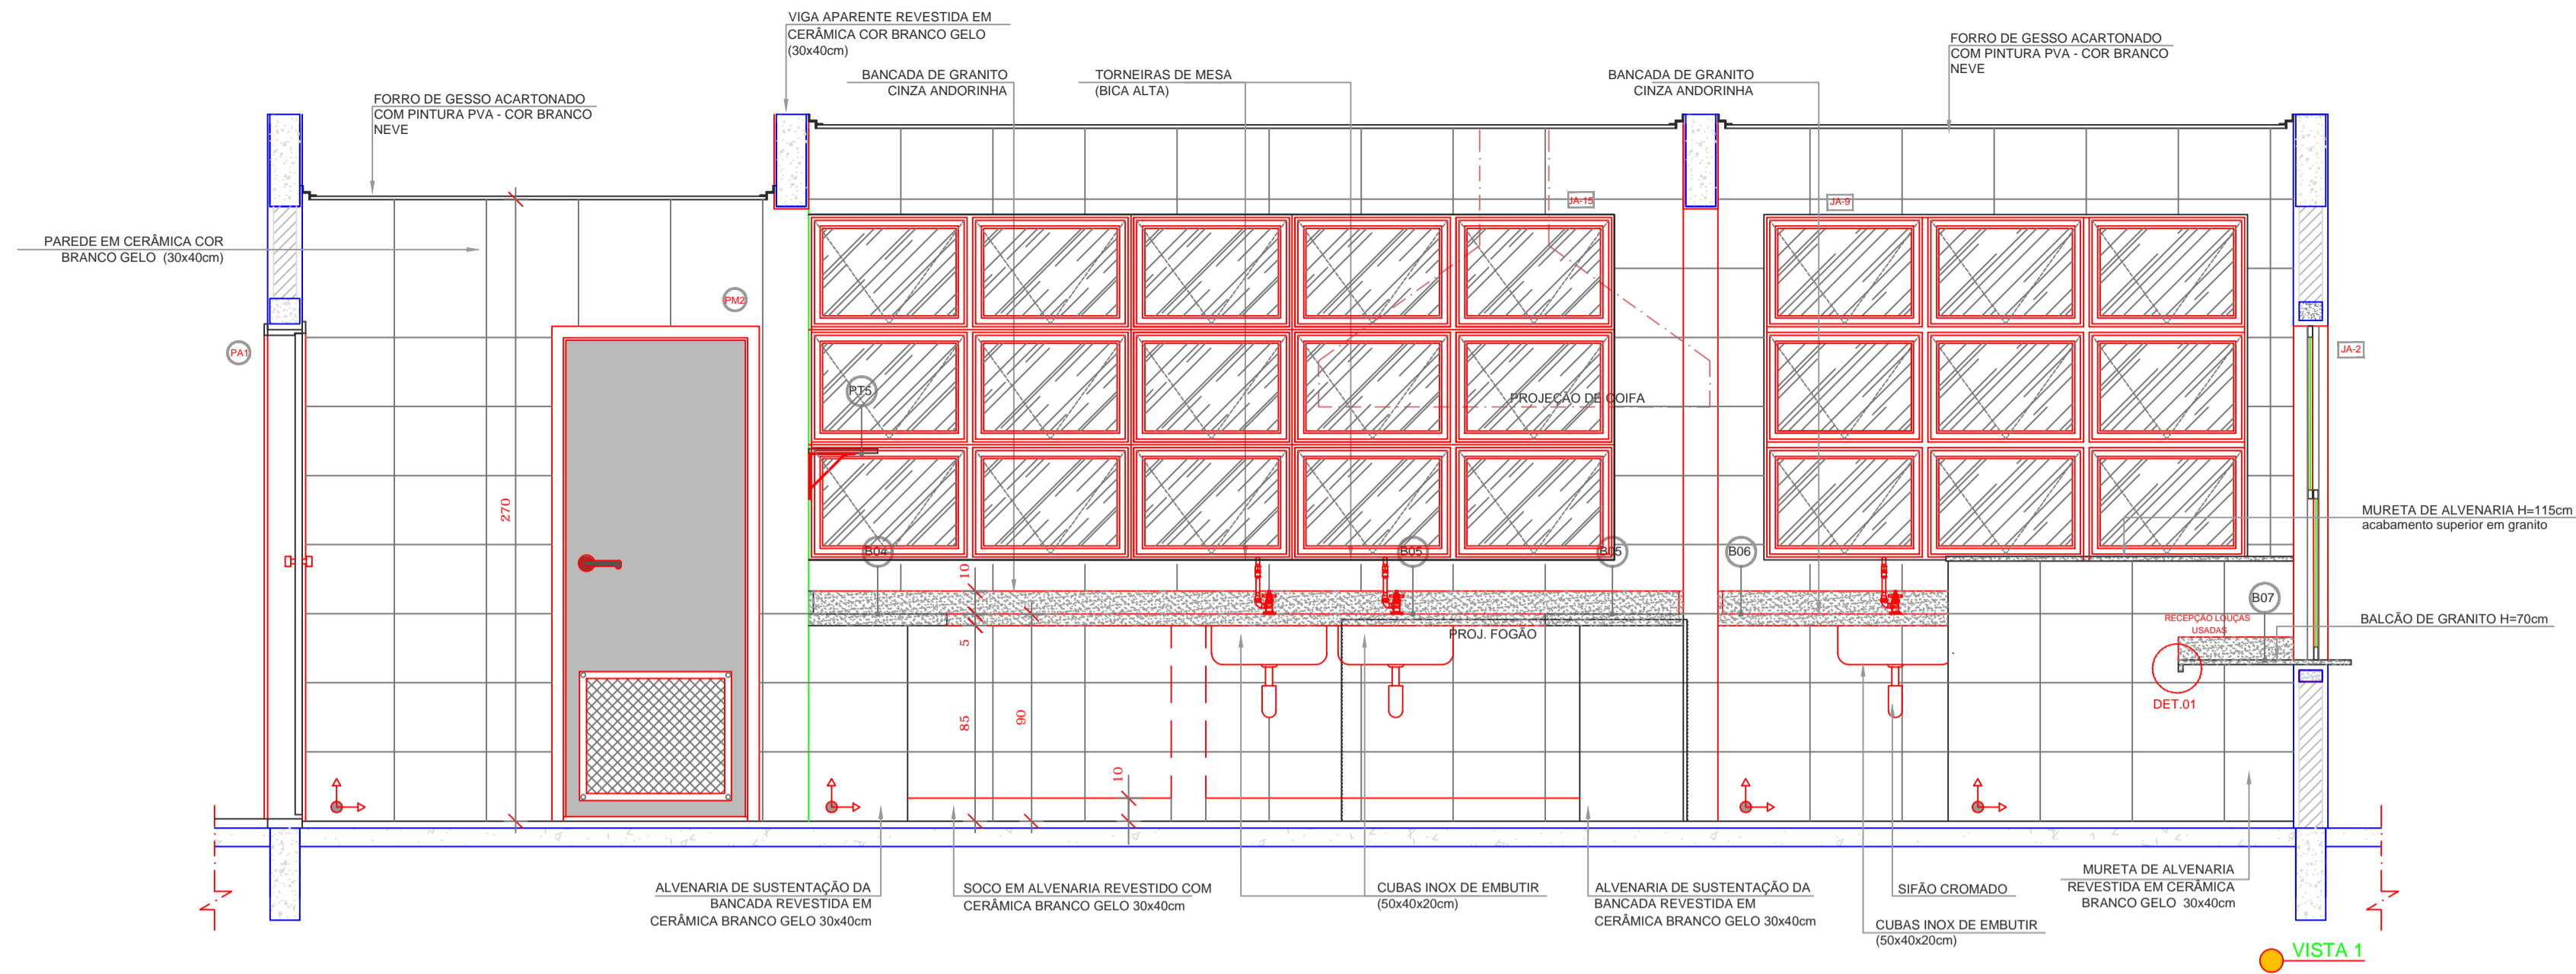 VIGA APARENTE REVESTIDA EM
CERÂMICA COR BRANCO GELO
(30x40cm)
FORRO DE GESSO ACARTONADO
COM PINTURA PVA - COR BRANCO
NEVE
BANCADA DE GRANITO
CINZA ANDORINHA
TORNEIRAS DE MESA
(BICA ALTA)
BANCADA DE GRANITO
CINZA ANDORINHA
FORRO DE GESSO ACARTONADO
COM PINTURA PVA - COR BRANCO
NEVE
JA-15
JA-9
PAREDE EM CERÂMICA COR
BRANCO GELO (30x40cm)
PM2
PA1
JA-2
PT5
PROJEÇÃO DE COIFA
270
MURETA DE ALVENARIA H=115cm
acabamento superior em granito
B04
B05
B05
B06
10
B07
RECEPÇÃO LOUÇAS
USADAS
BALCÃO DE GRANITO H=70cm
5
PROJ. FOGÃO
85
90
DET.01
10
ALVENARIA DE SUSTENTAÇÃO DA
BANCADA REVESTIDA EM
CERÂMICA BRANCO GELO 30x40cm
SOCO EM ALVENARIA REVESTIDO COM
CERÂMICA BRANCO GELO 30x40cm
CUBAS INOX DE EMBUTIR
(50x40x20cm)
ALVENARIA DE SUSTENTAÇÃO DA
BANCADA REVESTIDA EM
CERÂMICA BRANCO GELO 30x40cm
SIFÃO CROMADO
CUBAS INOX DE EMBUTIR
(50x40x20cm)
MURETA DE ALVENARIA
REVESTIDA EM CERÂMICA
BRANCO GELO 30x40cm
VISTA 1